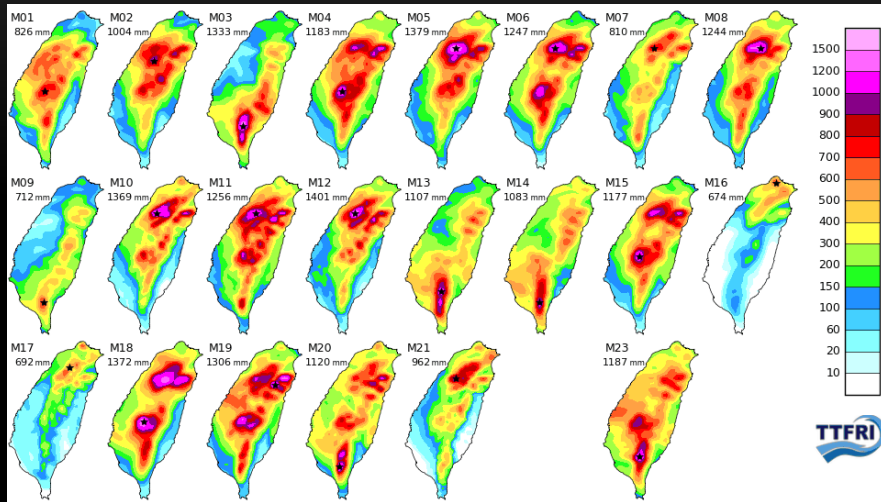 M01
826 mm
M02
1004 mm
M03
1333 mm
M04
1183 mm
M05
1379 mm
M06
1247 mm
M07
810 mm
M08
1244 mm
M09
712 mm
M10
1369 mm
M11
1256 mm
M12
1401 mm
M13
1107 mm
M14
1083 mm
M15
1177 mm
M16
674 mm
M17
692 mm
M18
1372 mm
M19
1306 mm
M20
1120 mm
M21
962 mm
M23
1187 mm
1500
1200
1000
900
800
700
600
500
400
300
200
150
100
60
20
10
TTFRI